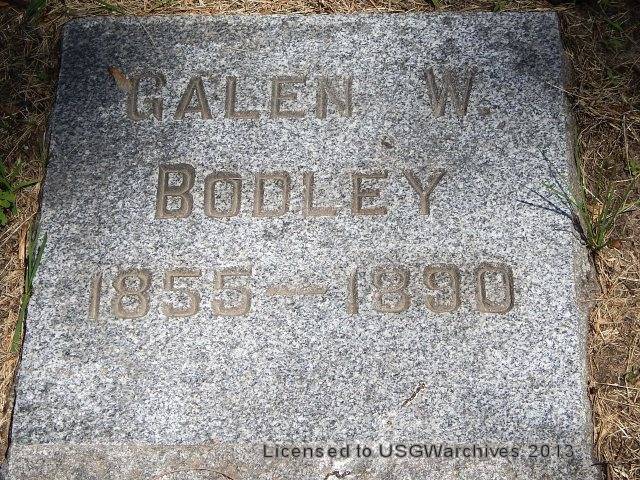 GALEN W.
BODLEY
1855–1890
Licensed to USGWarchives 2013